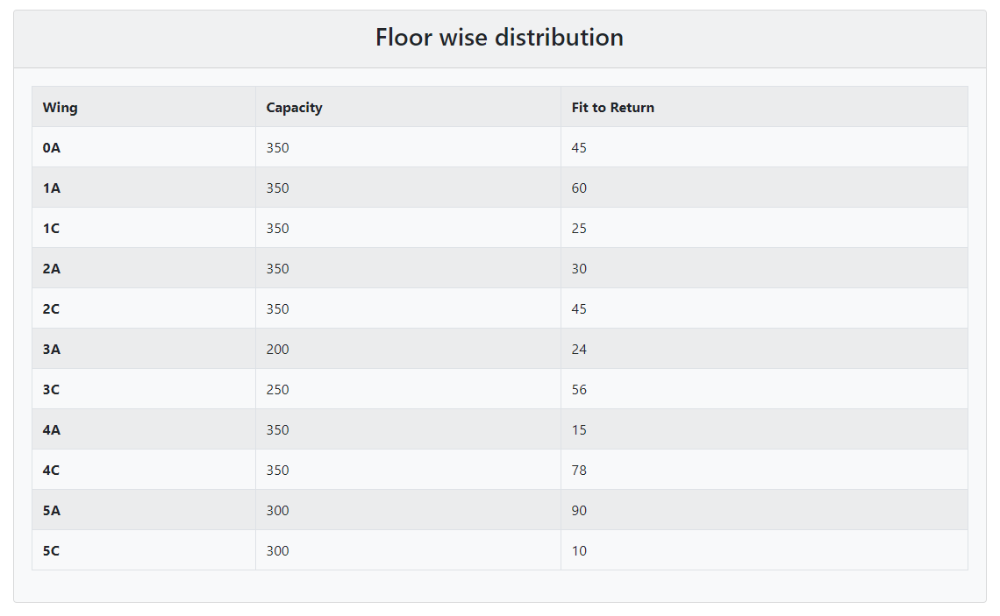 Floor wise distribution
Wing Capacity Fit to Return
0A 350 45
1A 350 60
1C 350 25
2A 350 30
2C 350 45
3A 200 24
3C 250 56
4A 350 15
4C 350 78
5A 300 90
5C 300 10